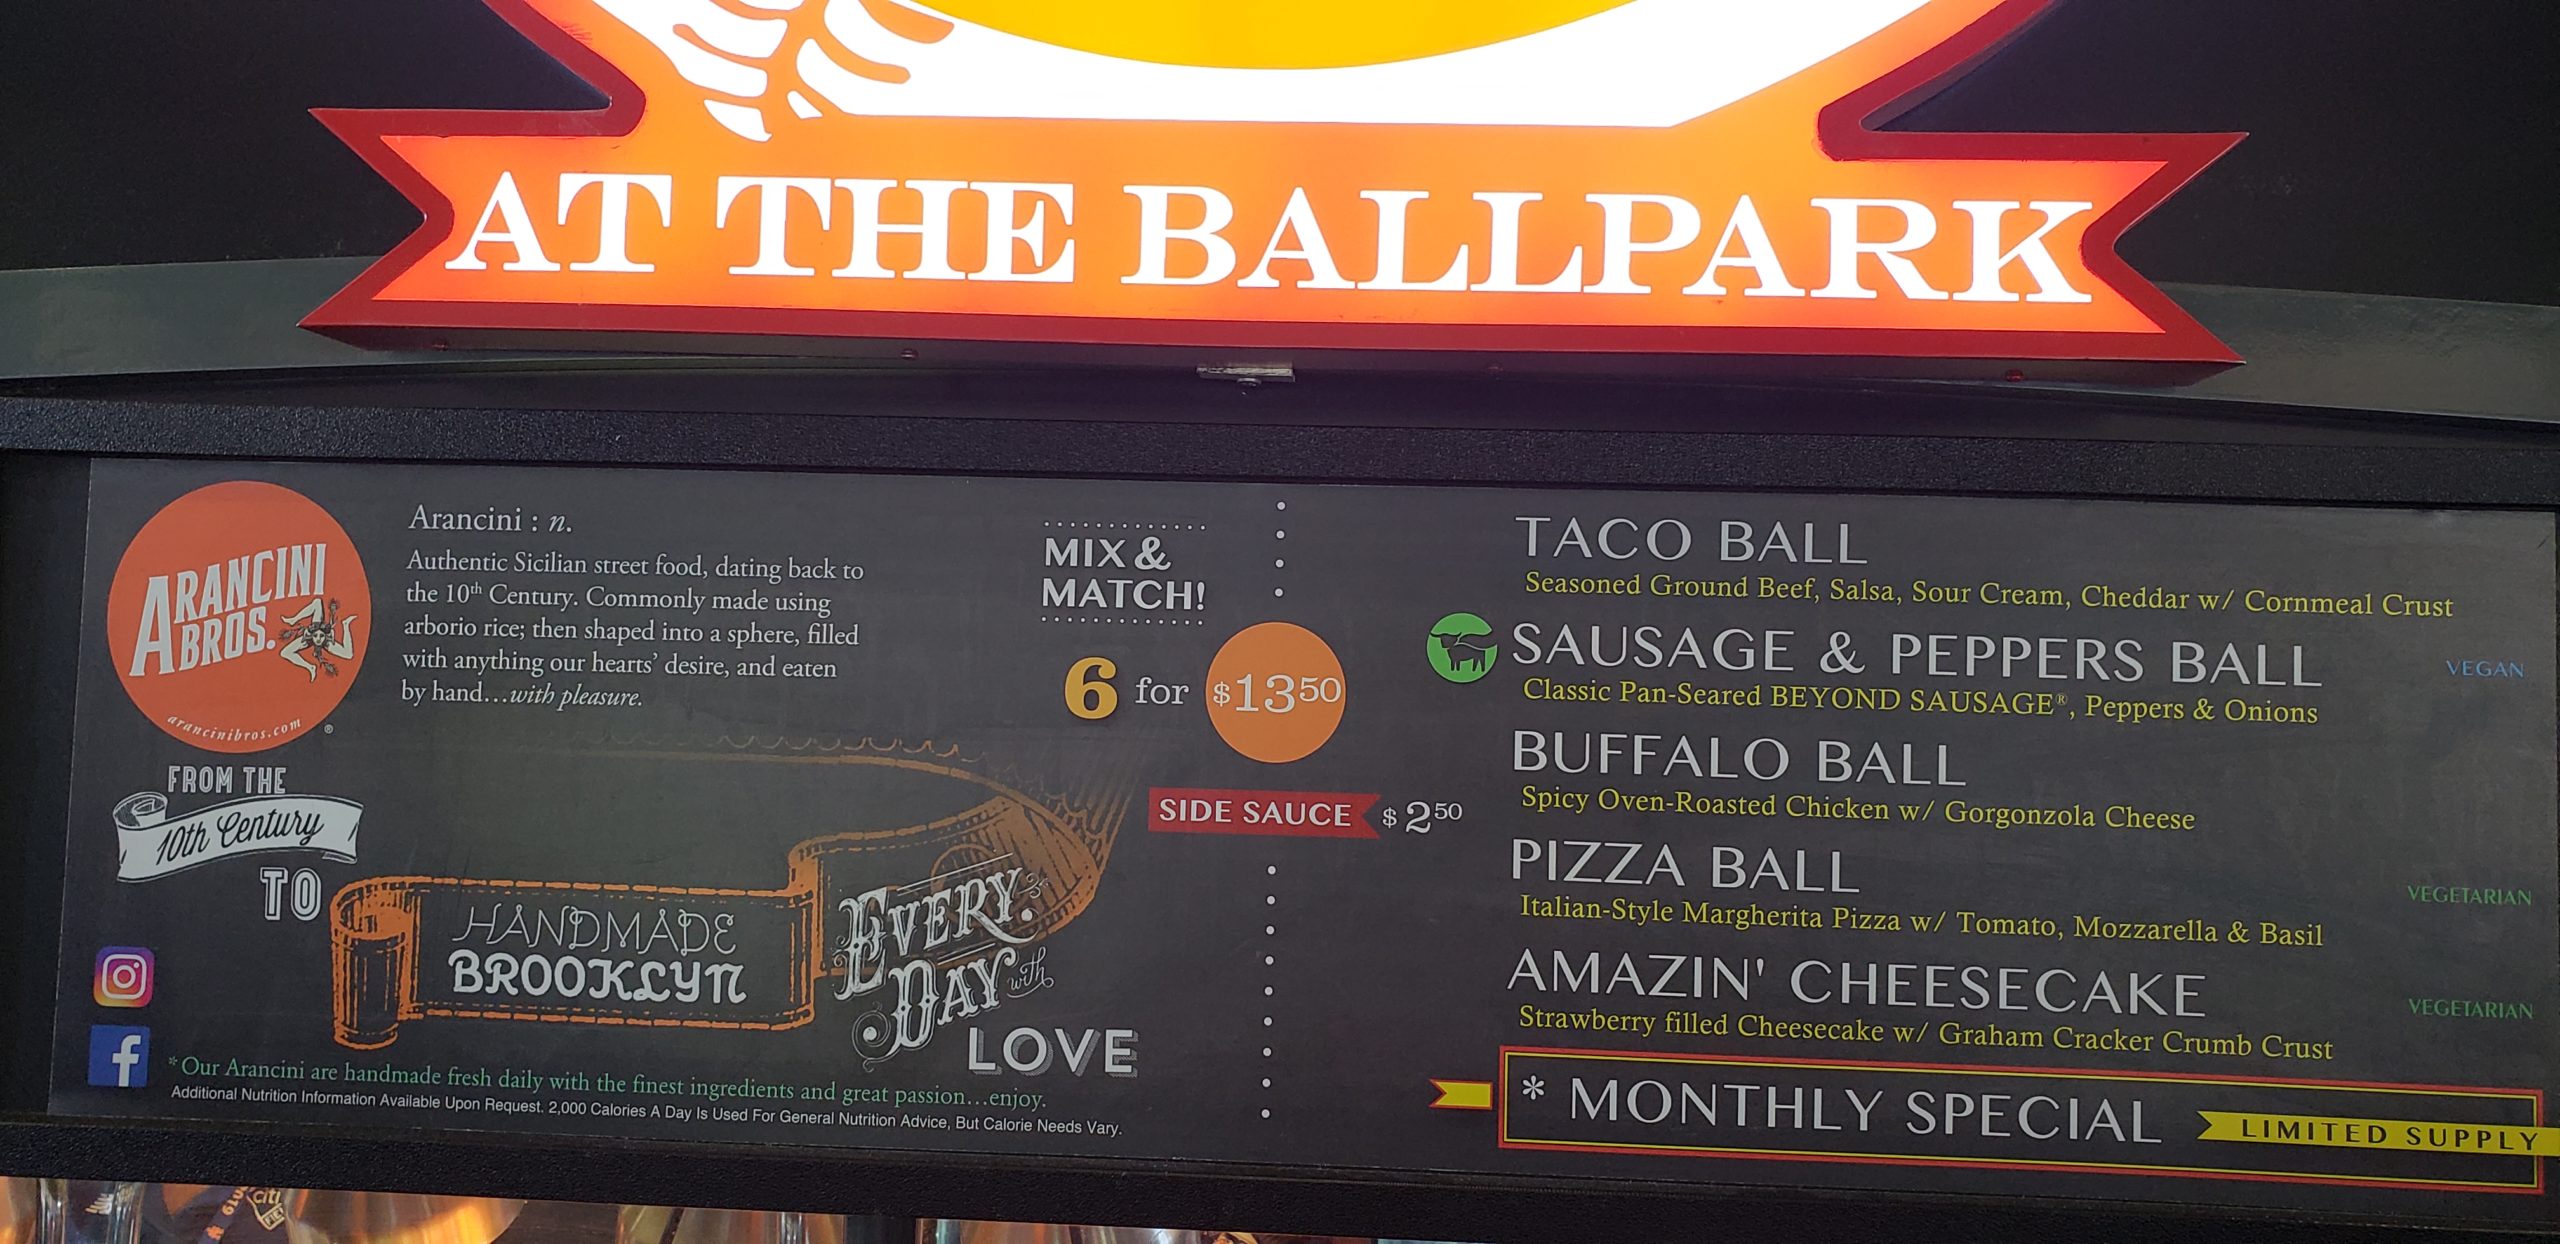 AT THE BALLPARK
ARANCINI
BROS.
arancinibros.com
®
Arancini : n.
Authentic Sicilian street food, dating back to
the 10th Century. Commonly made using
arborio rice; then shaped into a sphere, filled
with anything our hearts' desire, and eaten
by hand...with pleasure.
FROM THE
10th Century
TO
HANDMADE
BROOKLYN
EVERY
DAY with
LOVE
* Our Arancini are handmade fresh daily with the finest ingredients and great passion...enjoy.
Additional Nutrition Information Available Upon Request. 2,000 Calories A Day Is Used For General Nutrition Advice, But Calorie Needs Vary.
MIX &
MATCH!
6 for $1350
SIDE SAUCE $ 250
TACO BALL
Seasoned Ground Beef, Salsa, Sour Cream, Cheddar w/ Cornmeal Crust
SAUSAGE & PEPPERS BALL VEGAN
Classic Pan-Seared BEYOND SAUSAGE®, Peppers & Onions
BUFFALO BALL
Spicy Oven-Roasted Chicken w/ Gorgonzola Cheese
PIZZA BALL VEGETARIAN
Italian-Style Margherita Pizza w/ Tomato, Mozzarella & Basil
AMAZIN' CHEESECAKE VEGETARIAN
Strawberry filled Cheesecake w/ Graham Cracker Crumb Crust
* MONTHLY SPECIAL LIMITED SUPPLY
citi